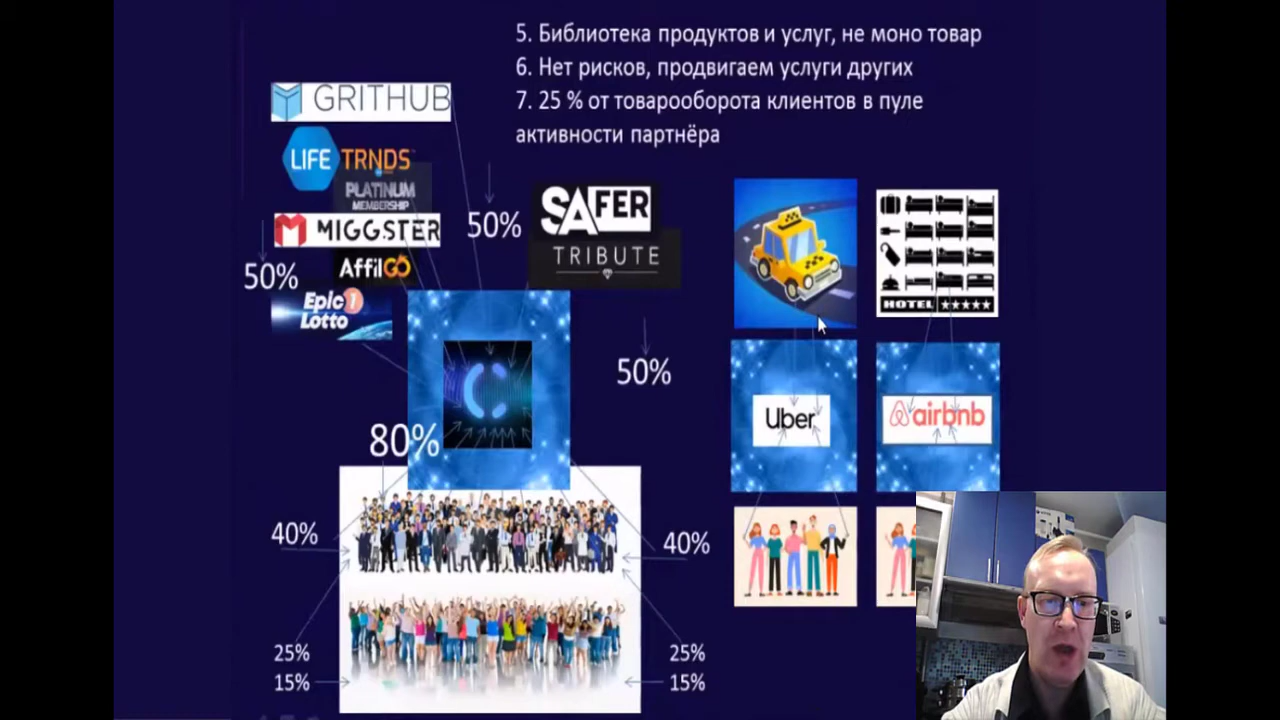 5. Библиотека продуктов и услуг, не моно товар
6. Нет рисков, продвигаем услуги других
7. 25 % от товарооборота клиентов в пуле
активности партнёра
GRITHUB
LIFE TRNDS
PLATINUM
MEMBERSHIP
MIGGSTER
50%
AffilGO
50%
Epic1
Lotto
SAFER
TRIBUTE
50%
80%
40%
40%
25%
15%
25%
15%
HOTEL
Uber
airbnb